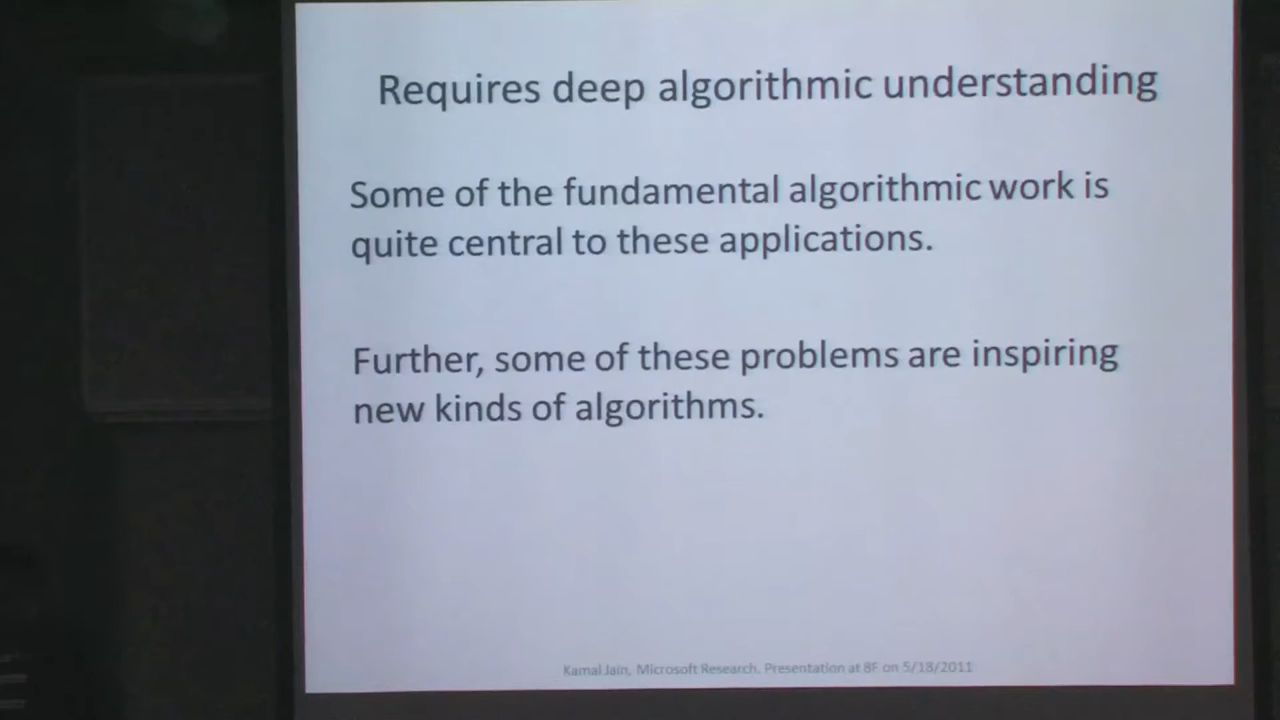 Requires deep algorithmic understanding
Some of the fundamental algorithmic work is
quite central to these applications.
Further, some of these problems are inspiring
new kinds of algorithms.
Kamal Jain, Microsoft Research. Presentation at 8F on 5/18/2011